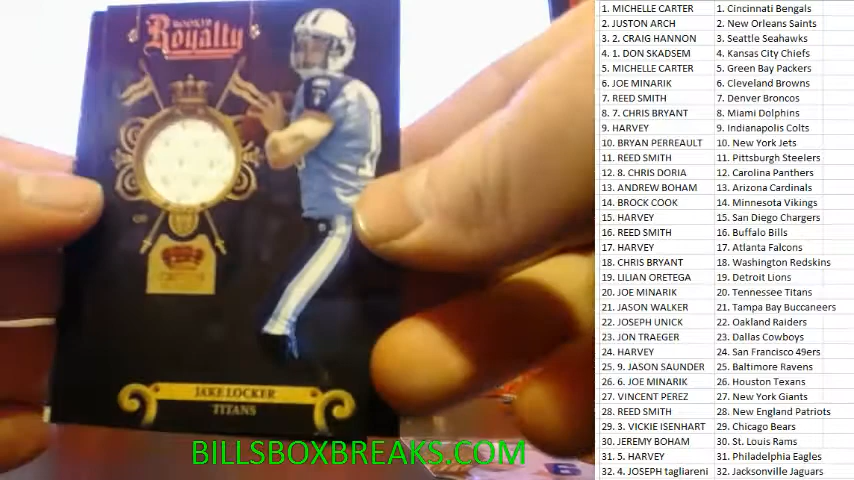 ROOKIE
Royalty
JAKE LOCKER
TITANS
BILLSBOXBREAKS.COM
1. MICHELLE CARTER 1. Cincinnati Bengals
2. JUSTON ARCH 2. New Orleans Saints
3. 2. CRAIG HANNON 3. Seattle Seahawks
4. 1. DON SKADSEM 4. Kansas City Chiefs
5. MICHELLE CARTER 5. Green Bay Packers
6. JOE MINARIK 6. Cleveland Browns
7. REED SMITH 7. Denver Broncos
8. 7. CHRIS BRYANT 8. Miami Dolphins
9. HARVEY 9. Indianapolis Colts
10. BRYAN PERREAULT 10. New York Jets
11. REED SMITH 11. Pittsburgh Steelers
12. 8. CHRIS DORIA 12. Carolina Panthers
13. ANDREW BOHAM 13. Arizona Cardinals
14. BROCK COOK 14. Minnesota Vikings
15. HARVEY 15. San Diego Chargers
16. REED SMITH 16. Buffalo Bills
17. HARVEY 17. Atlanta Falcons
18. CHRIS BRYANT 18. Washington Redskins
19. LILIAN ORETEGA 19. Detroit Lions
20. JOE MINARIK 20. Tennessee Titans
21. JASON WALKER 21. Tampa Bay Buccaneers
22. JOSEPH UNICK 22. Oakland Raiders
23. JON TRAEGER 23. Dallas Cowboys
24. HARVEY 24. San Francisco 49ers
25. 9. JASON SAUNDER 25. Baltimore Ravens
26. 6. JOE MINARIK 26. Houston Texans
27. VINCENT PEREZ 27. New York Giants
28. REED SMITH 28. New England Patriots
29. 3. VICKIE ISENHART 29. Chicago Bears
30. JEREMY BOHAM 30. St. Louis Rams
31. 5. HARVEY 31. Philadelphia Eagles
32. 4. JOSEPH tagliareni 32. Jacksonville Jaguars